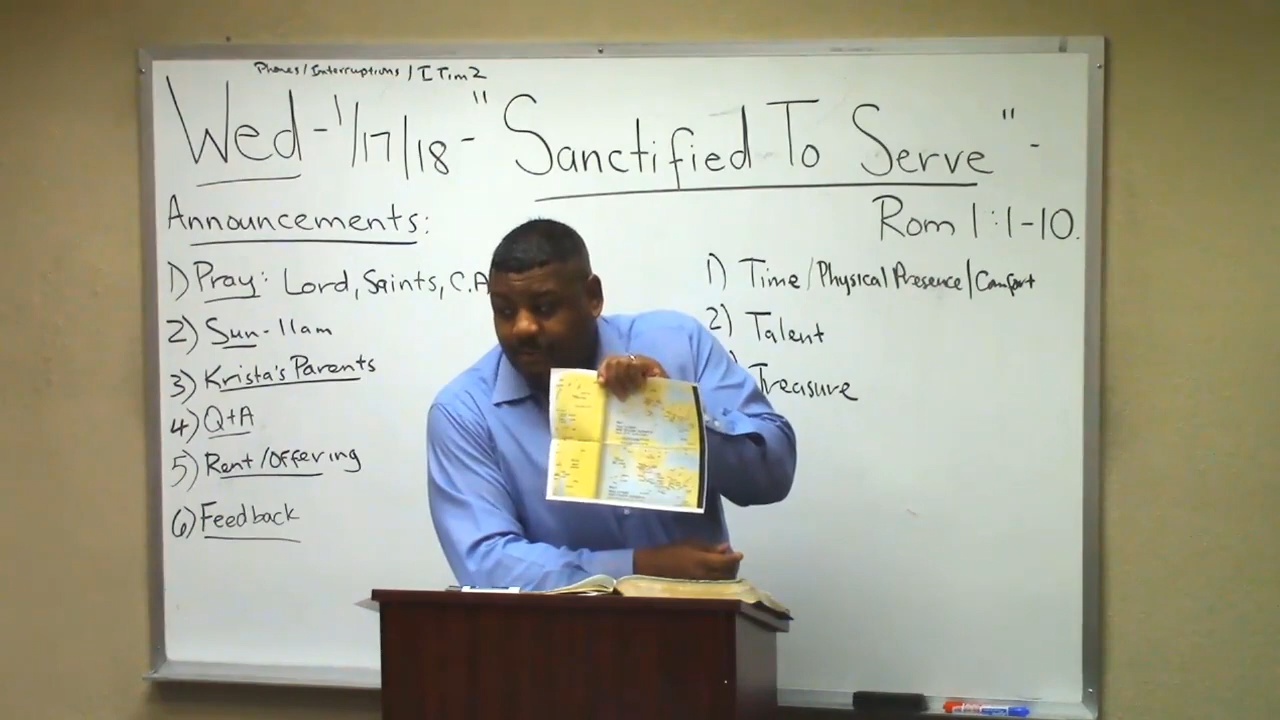 Phones/Interruptions/I Tim 2
Wed-1/17/18-"Sanctified To Serve"-
Rom 1:1-10.
Announcements:
1) Pray: Lord, Saints, C.A
2) Sun-11am
3) Krista's Parents
4) Q+A
5) Rent/Offering
6) Feedback
1) Time/Physical Presence/Comfort
2) Talent
) Treasure